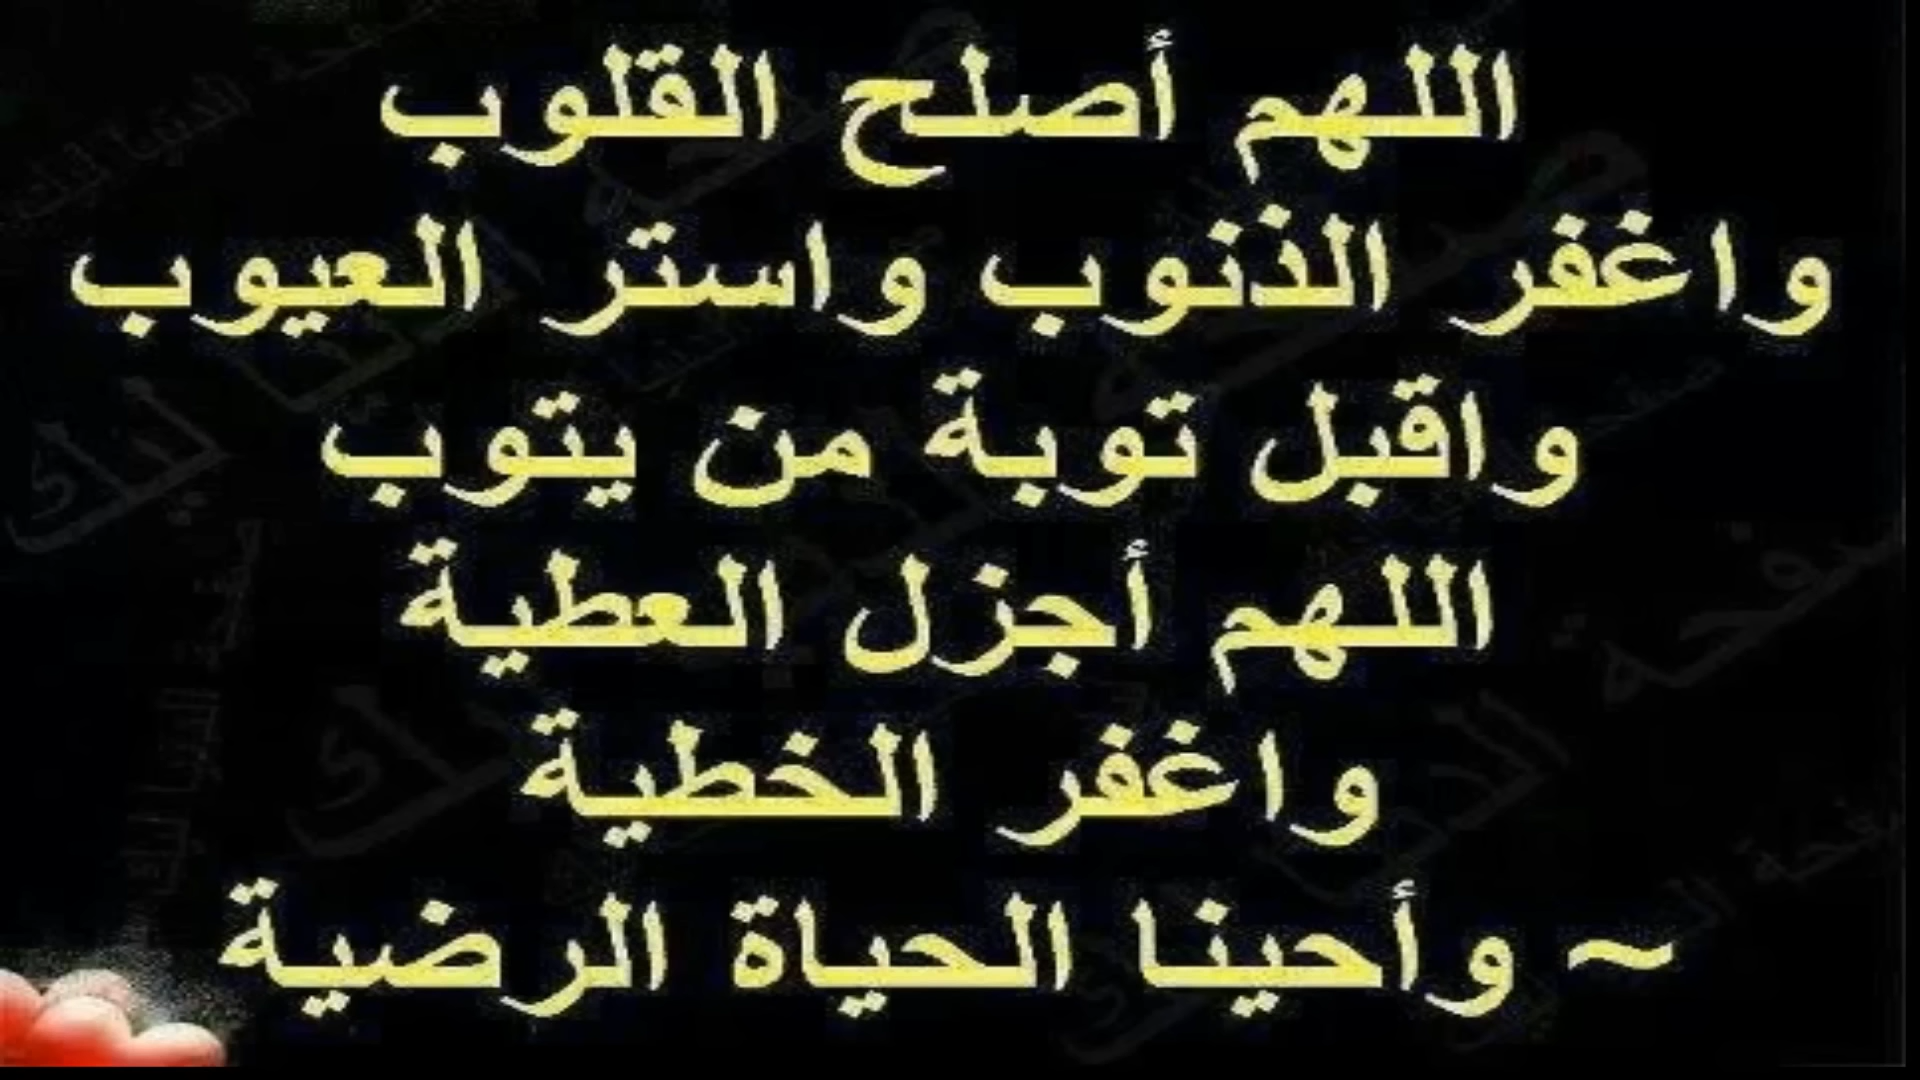 اللهم أصلح القلوب
واغفر الذنوب واستر العيوب
واقبل توبة من يتوب
اللهم أجزل العطية
واغفر الخطية
~ وأحينا الحياة الرضية